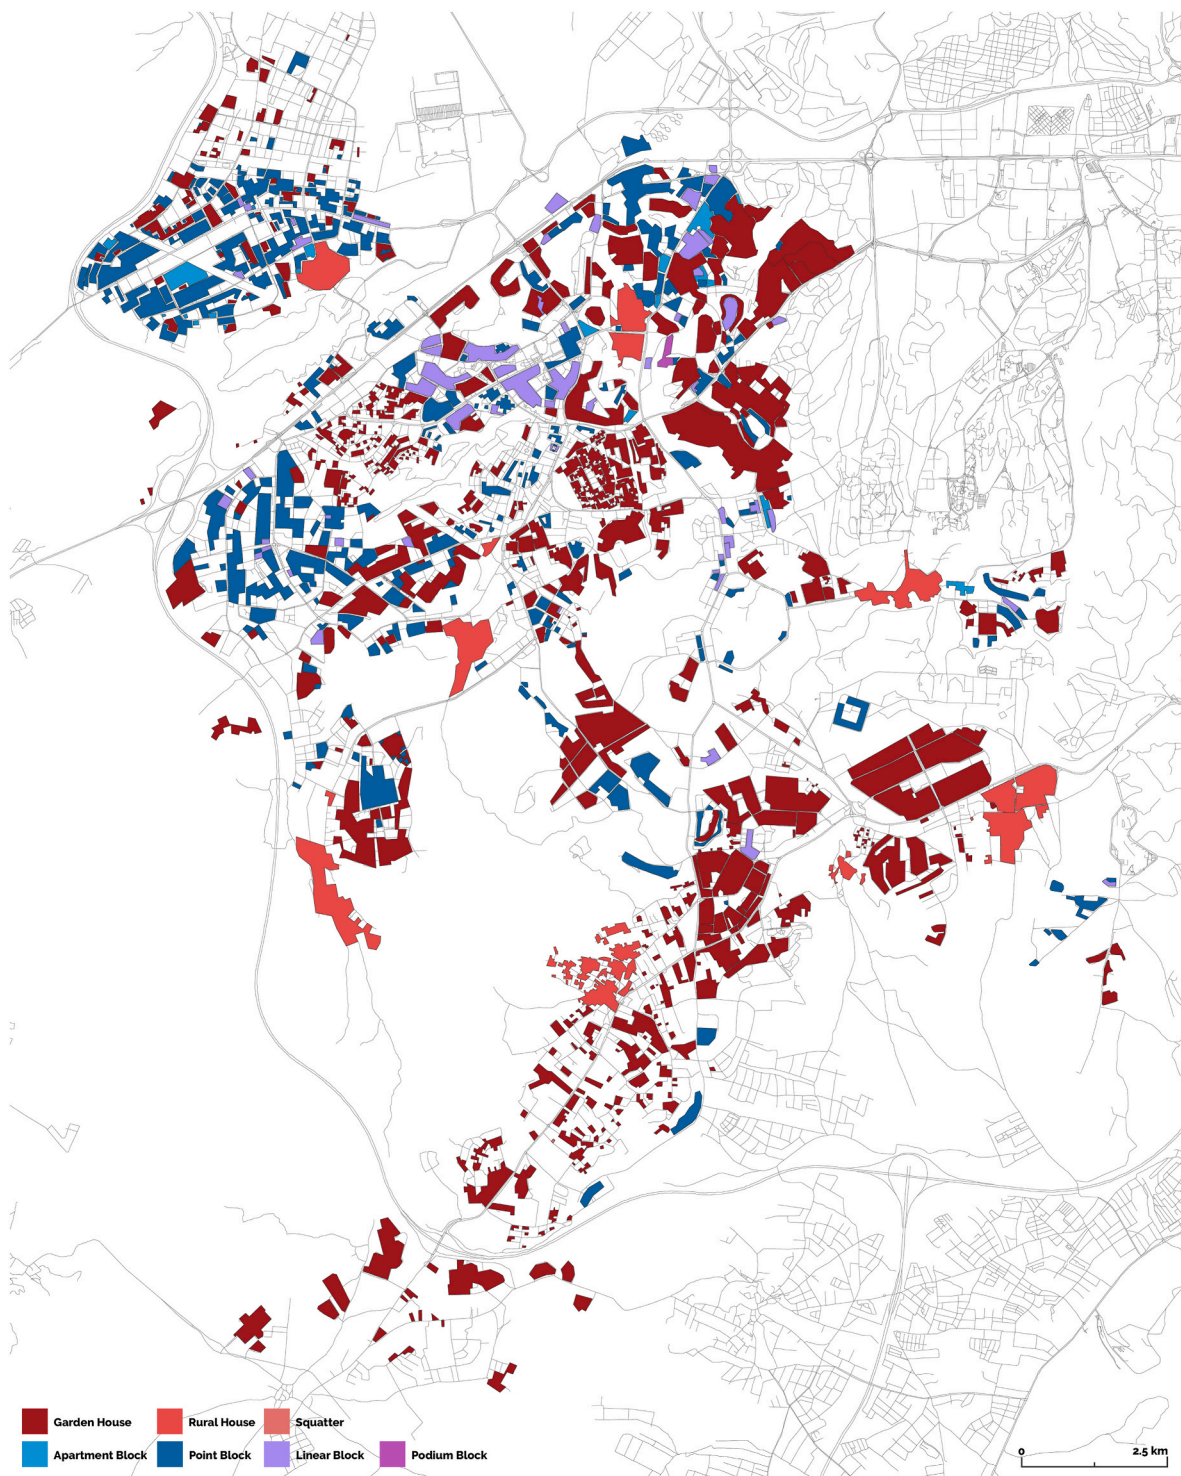 Garden House
Rural House
Squatter
Apartment Block
Point Block
Linear Block
Podium Block
0
2.5 km